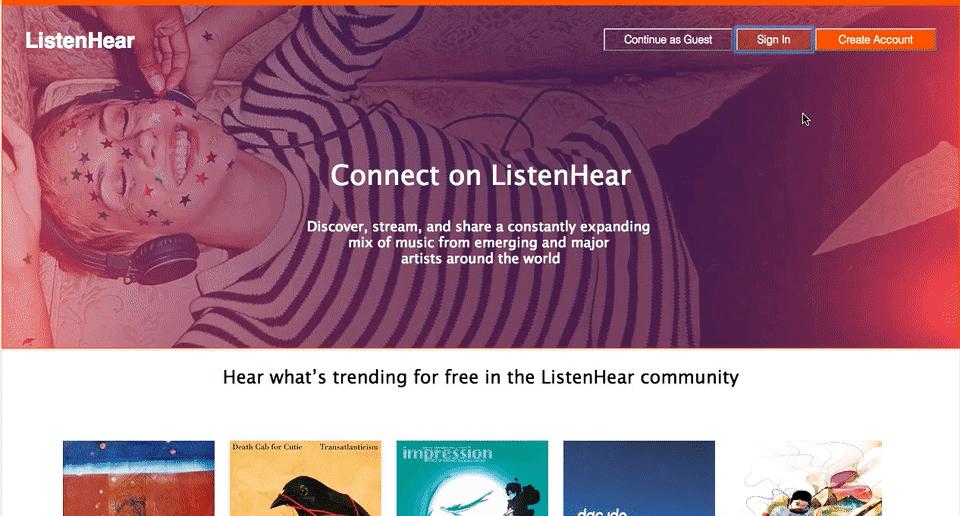 ListenHear
Continue as Guest
Sign In
Create Account
Connect on ListenHear
Discover, stream, and share a constantly expanding
mix of music from emerging and major
artists around the world
Hear what's trending for free in the ListenHear community
Death Cab for Cutie Transatlanticism
impression